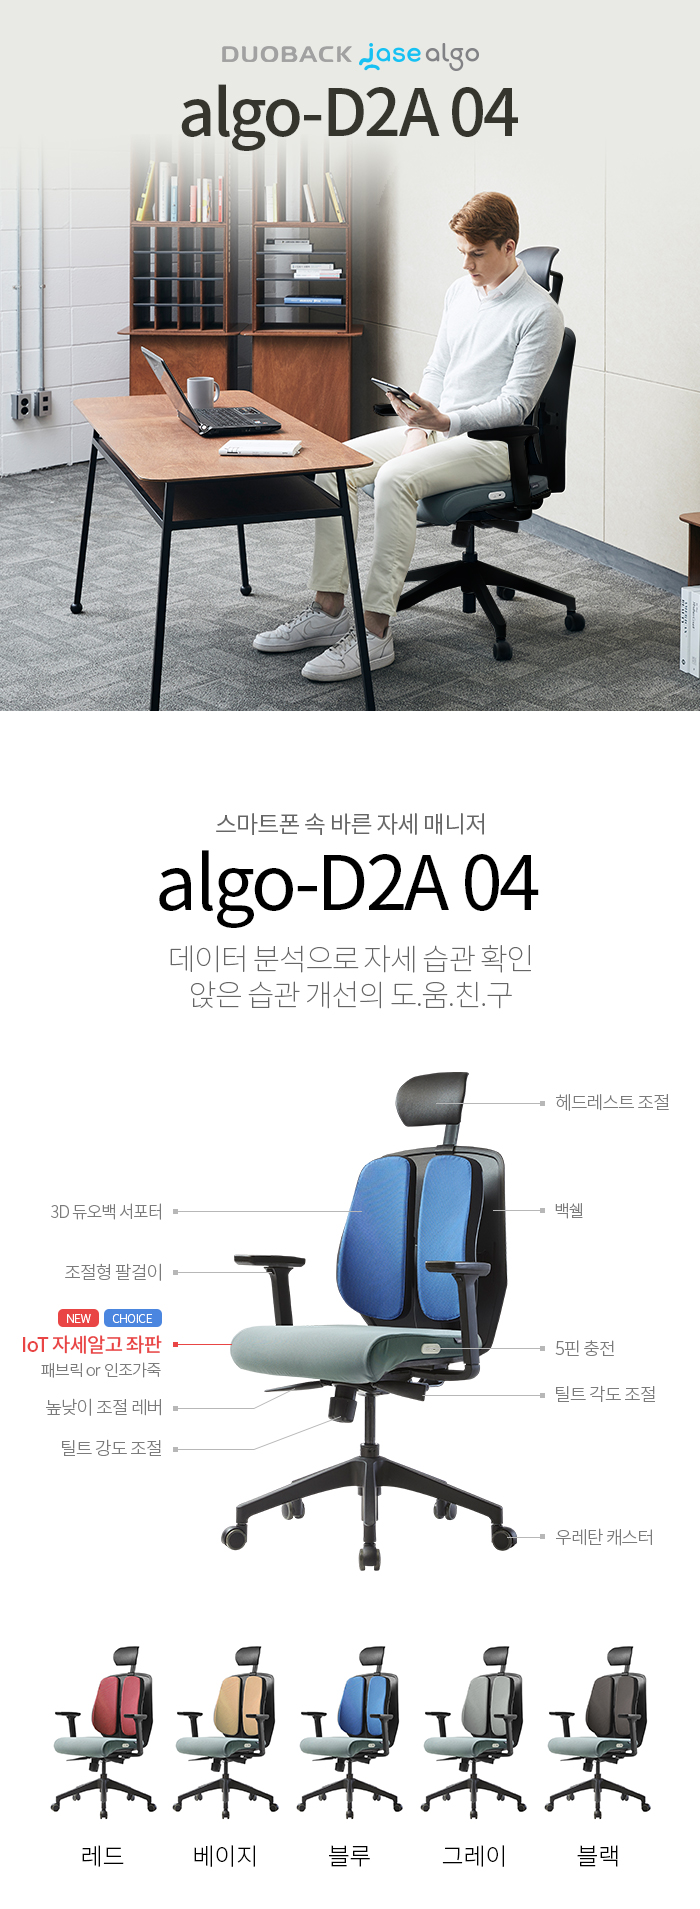 DUOBACK jase algo
algo-D2A 04
스마트폰 속 바른 자세 매니저
algo-D2A 04
데이터 분석으로 자세 습관 확인
앉은 습관 개선의 도.움.친.구
헤드레스트 조절
3D 듀오백 서포터
백쉘
조절형 팔걸이
NEW CHOICE
IoT 자세알고 좌판
패브릭 or 인조가죽
5핀 충전
높낮이 조절 레버
틸트 각도 조절
틸트 강도 조절
우레탄 캐스터
레드
베이지
블루
그레이
블랙